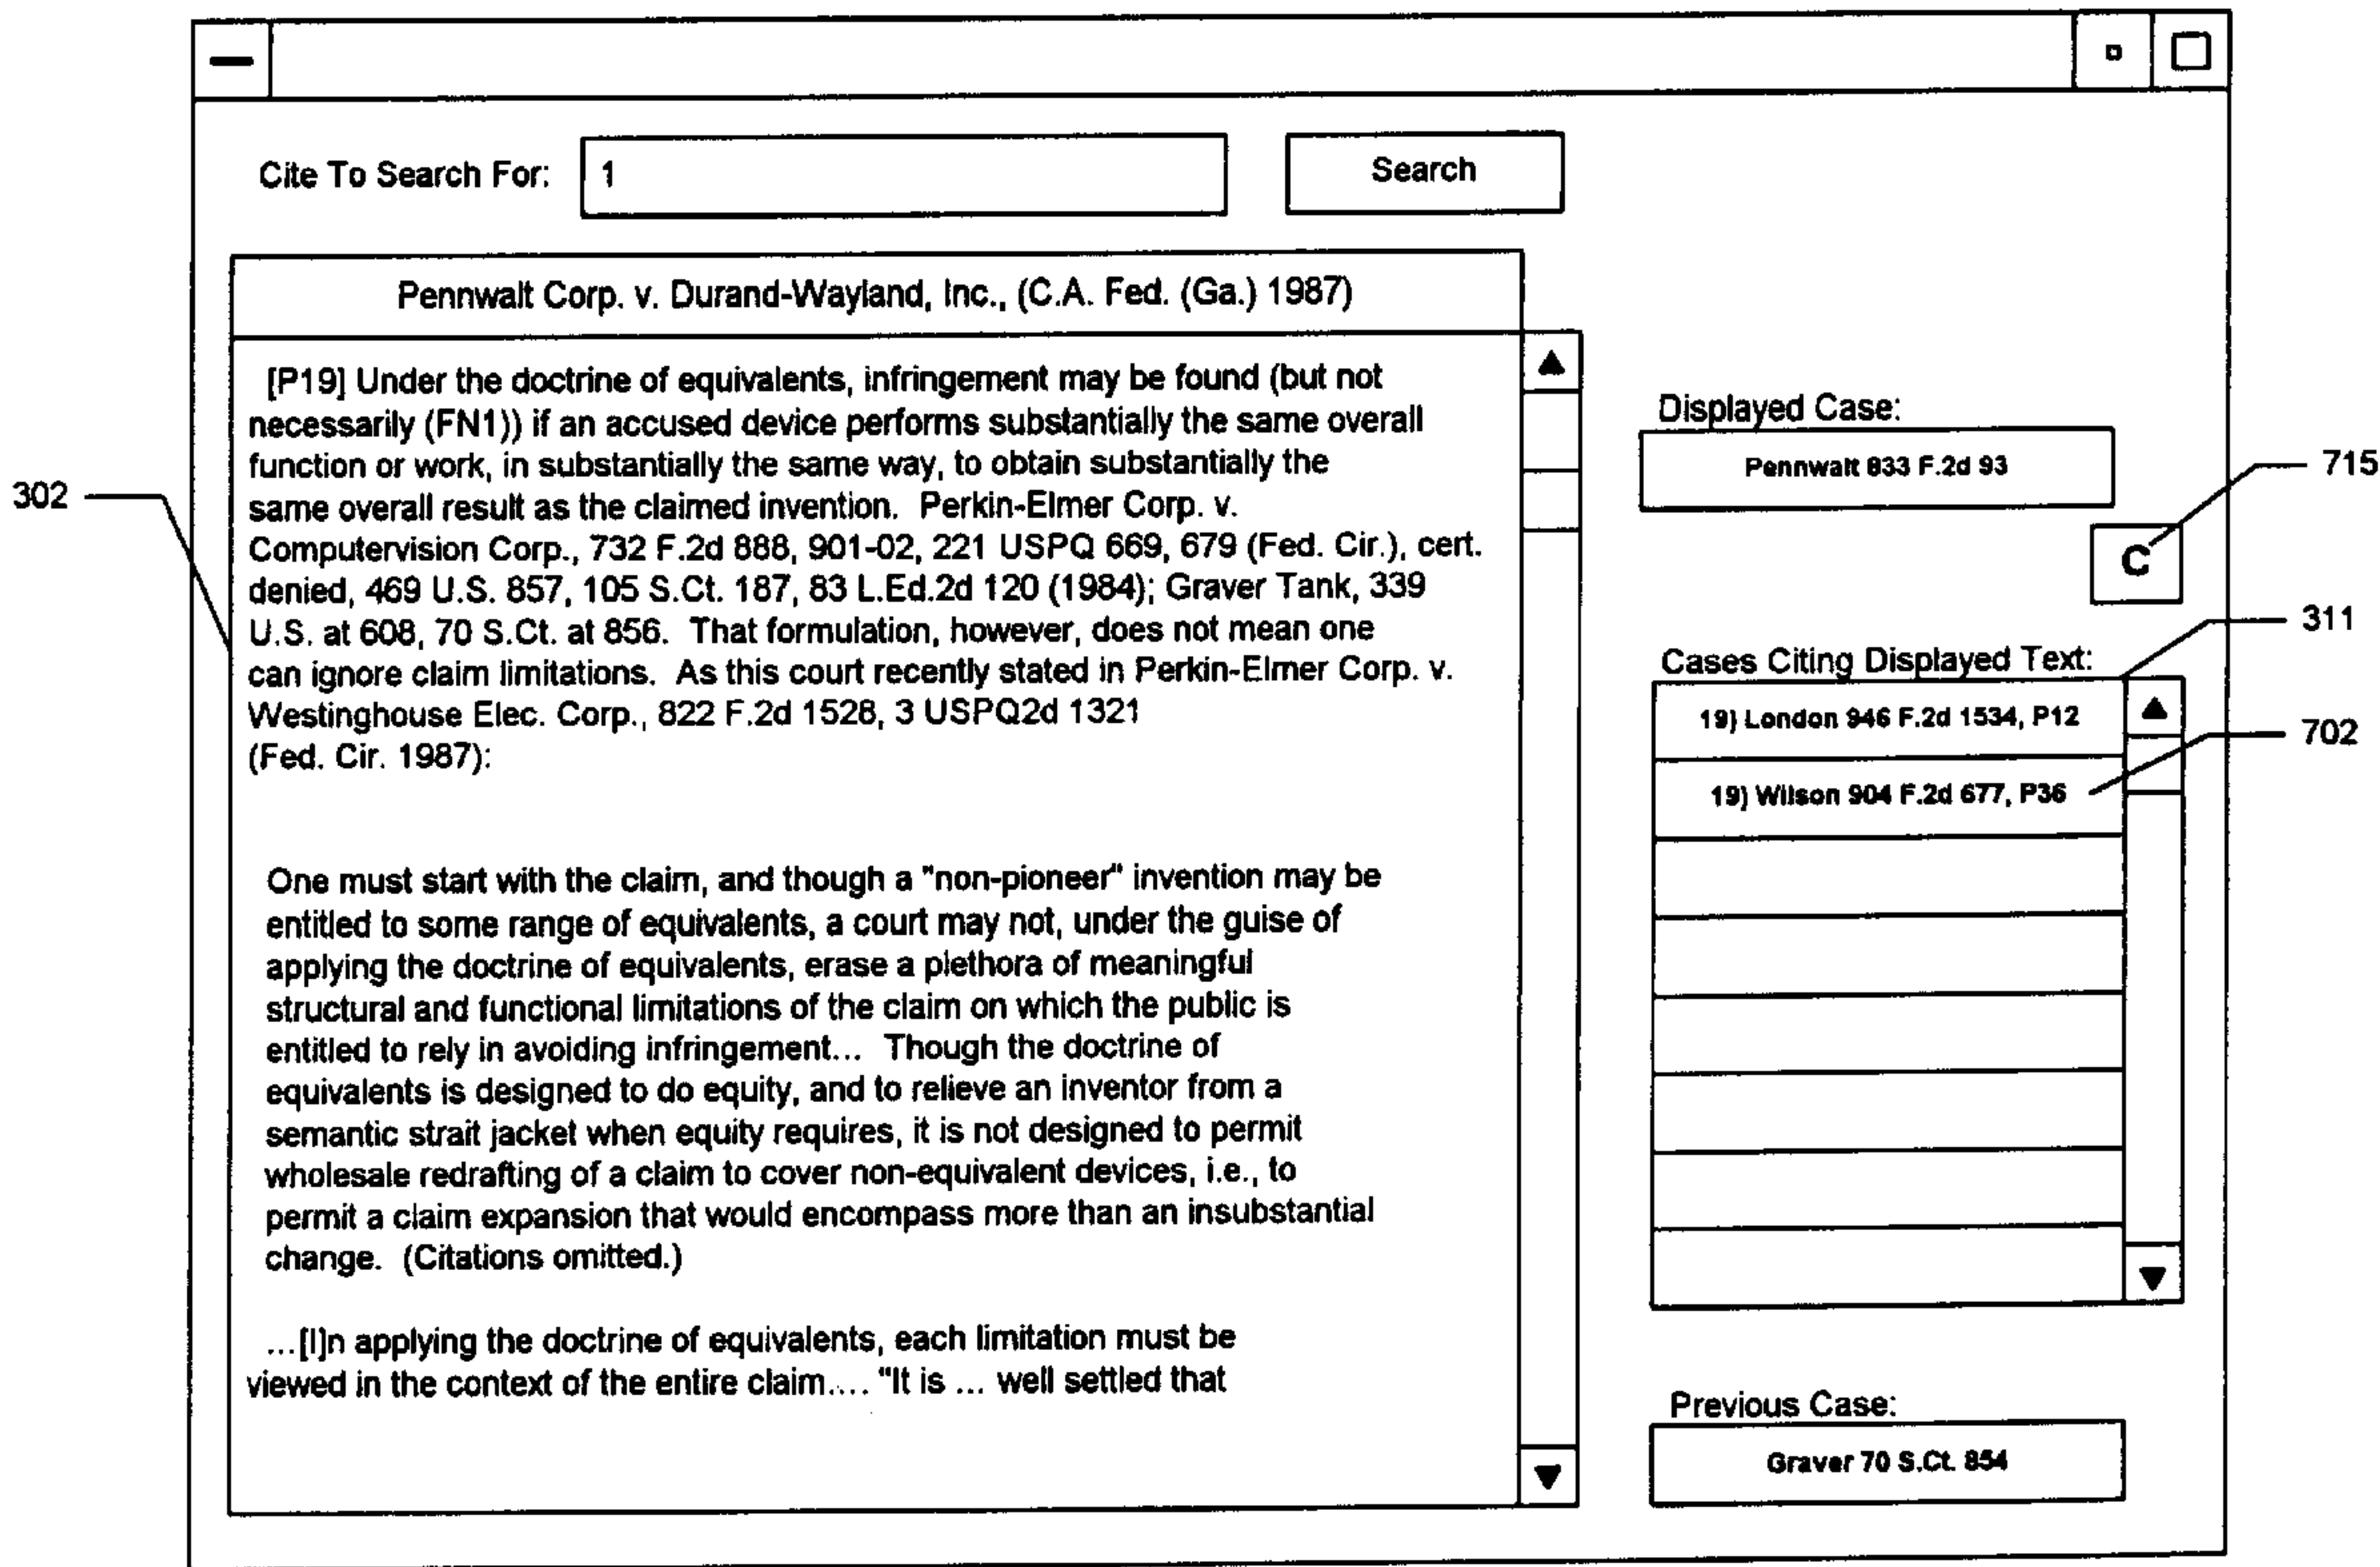 Cite To Search For:
1
Search
Pennwalt Corp. v. Durand-Wayland, Inc., (C.A. Fed. (Ga.) 1987)
[P19] Under the doctrine of equivalents, infringement may be found (but not
necessarily (FN1)) if an accused device performs substantially the same overall
function or work, in substantially the same way, to obtain substantially the
same overall result as the claimed invention. Perkin-Elmer Corp. v.
Computervision Corp., 732 F.2d 888, 901-02, 221 USPQ 669, 679 (Fed. Cir.), cert.
denied, 469 U.S. 857, 105 S.Ct. 187, 83 L.Ed.2d 120 (1984); Graver Tank, 339
U.S. at 608, 70 S.Ct. at 856. That formulation, however, does not mean one
can ignore claim limitations. As this court recently stated in Perkin-Elmer Corp. v.
Westinghouse Elec. Corp., 822 F.2d 1528, 3 USPQ2d 1321
(Fed. Cir. 1987):
One must start with the claim, and though a "non-pioneer" invention may be
entitled to some range of equivalents, a court may not, under the guise of
applying the doctrine of equivalents, erase a plethora of meaningful
structural and functional limitations of the claim on which the public is
entitled to rely in avoiding infringement... Though the doctrine of
equivalents is designed to do equity, and to relieve an inventor from a
semantic strait jacket when equity requires, it is not designed to permit
wholesale redrafting of a claim to cover non-equivalent devices, i.e., to
permit a claim expansion that would encompass more than an insubstantial
change. (Citations omitted.)
...[I]n applying the doctrine of equivalents, each limitation must be
viewed in the context of the entire claim.... "It is ... well settled that
302
Displayed Case:
Pennwalt 833 F.2d 93
715
C
311
Cases Citing Displayed Text:
19) London 946 F.2d 1534, P12
702
19) Wilson 904 F.2d 677, P36
Previous Case:
Graver 70 S.Ct. 854